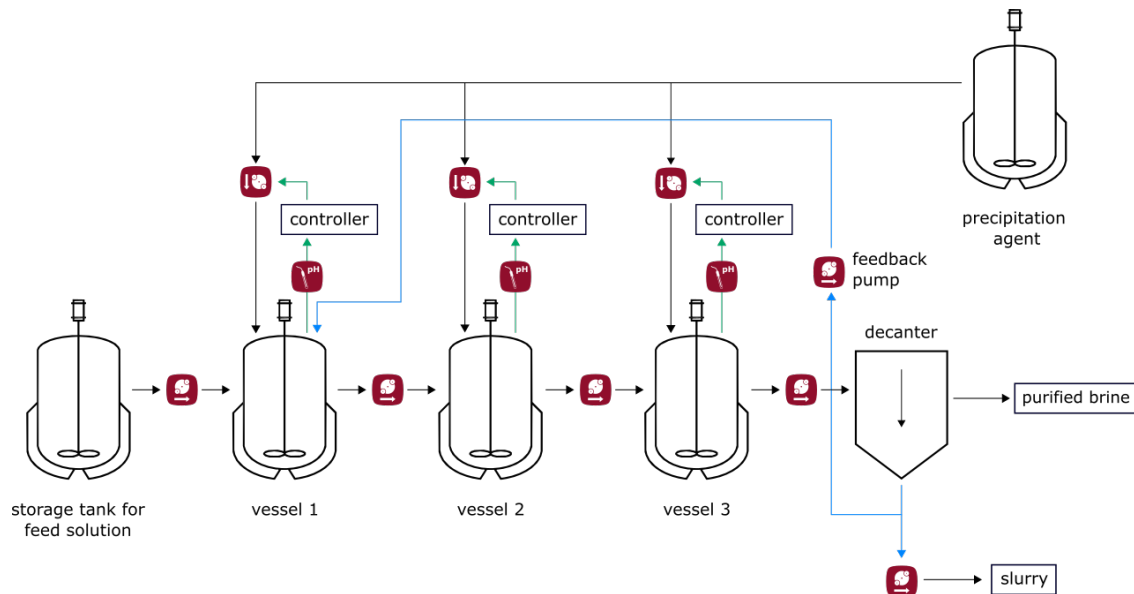 controller
controller
controller
pH
pH
pH
precipitation
agent
feedback
pump
decanter
purified brine
storage tank for
feed solution
vessel 1
vessel 2
vessel 3
slurry